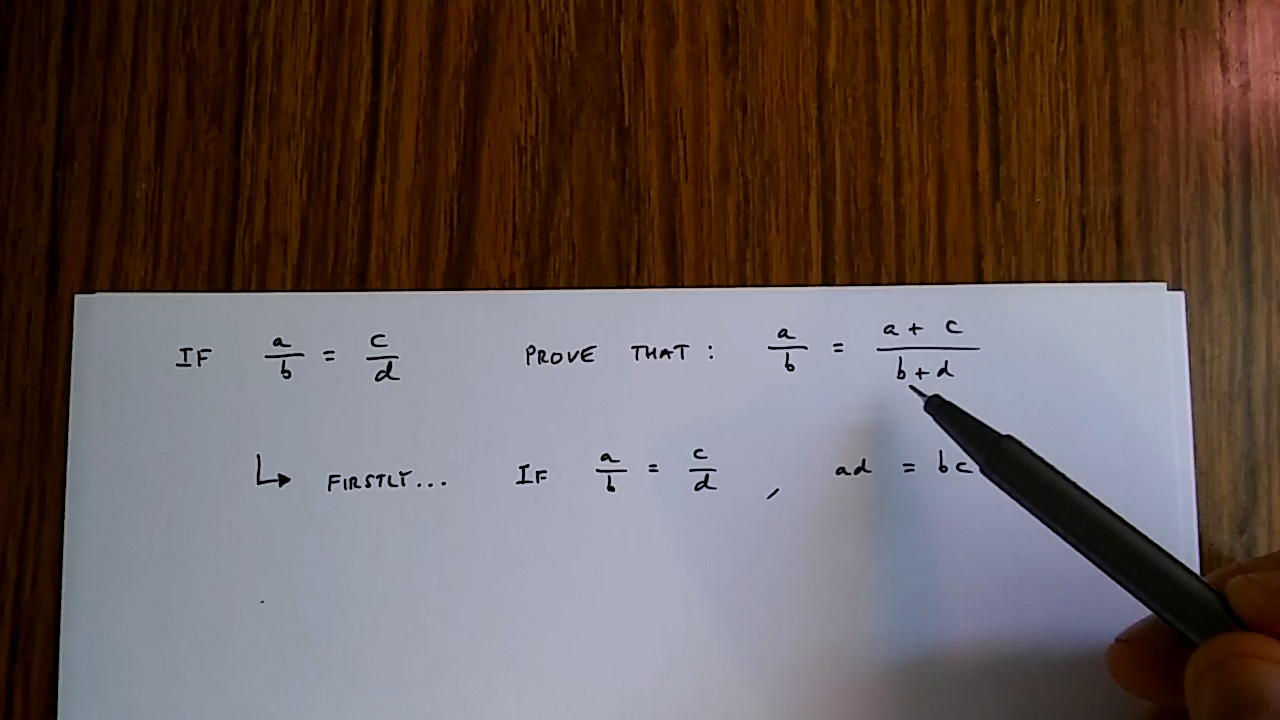 IF a/b = c/d PROVE THAT: a/b = a+c/b+d
↳ FIRSTLY... IF a/b = c/d, ad = bc